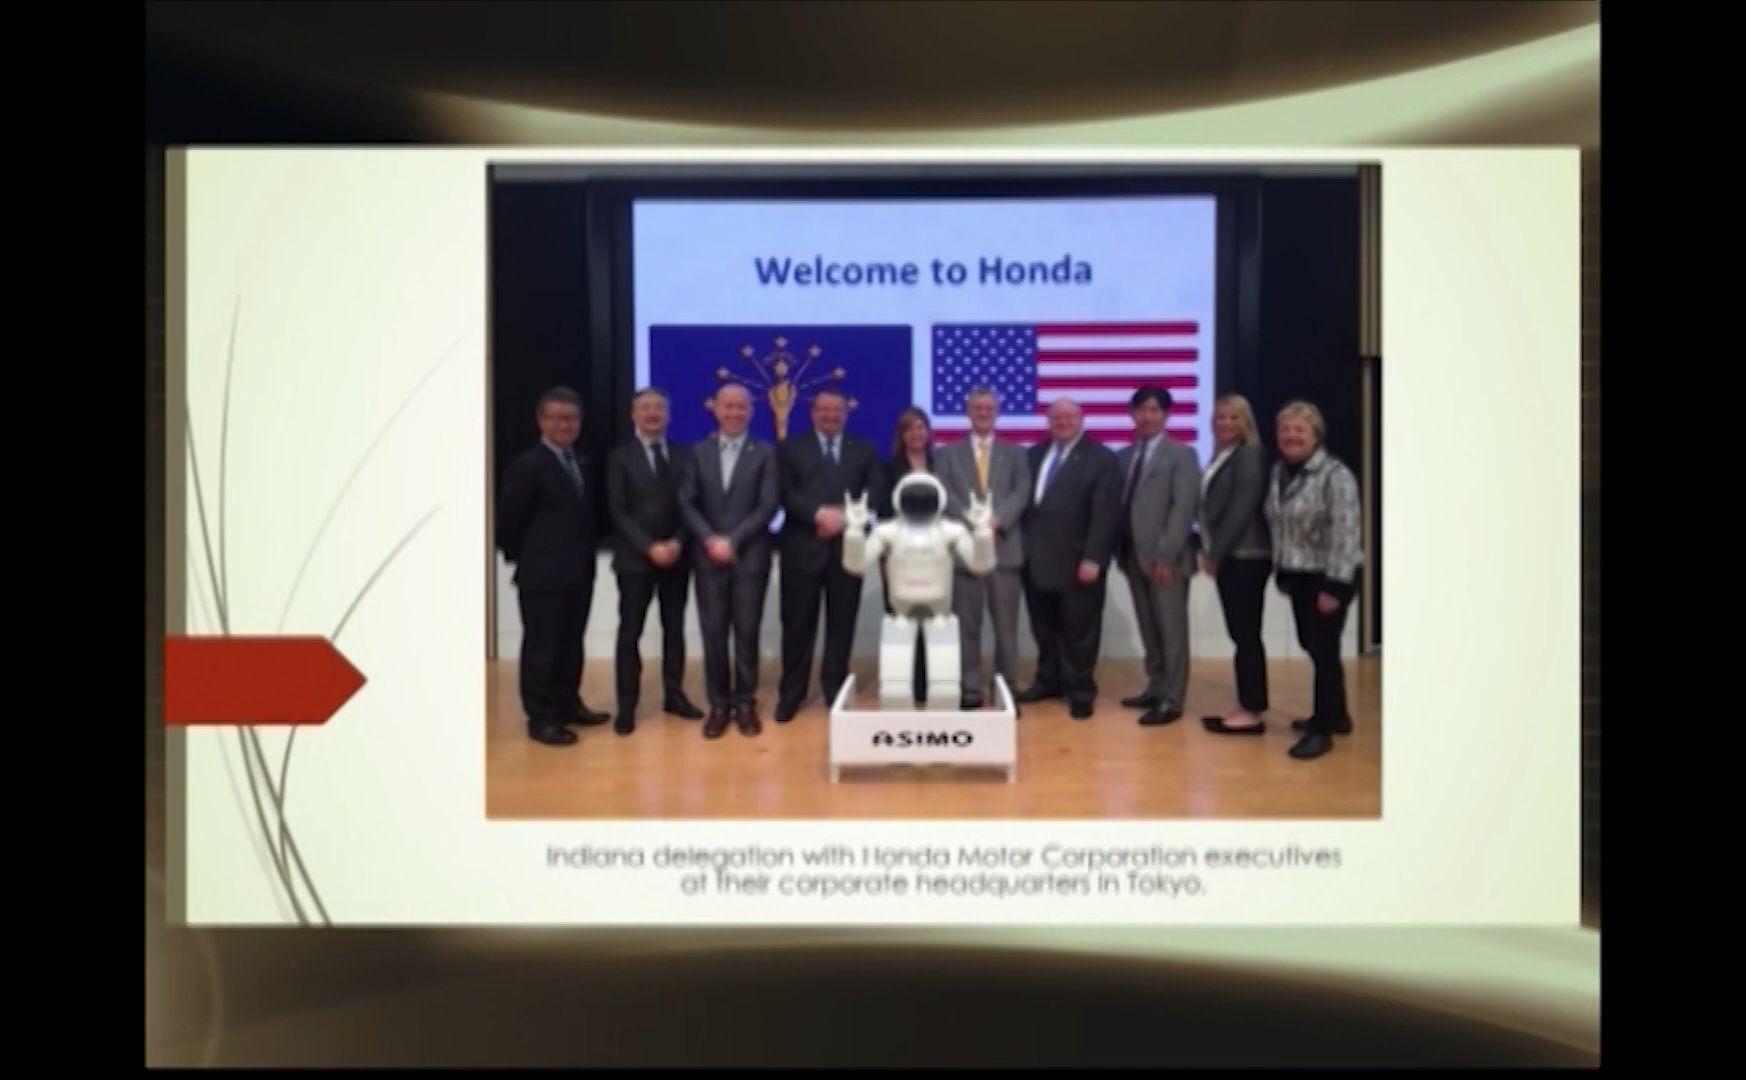 Welcome to Honda
ASIMO
Indiana delegation with Honda Motor Corporation executives
at their corporate headquarters in Tokyo.